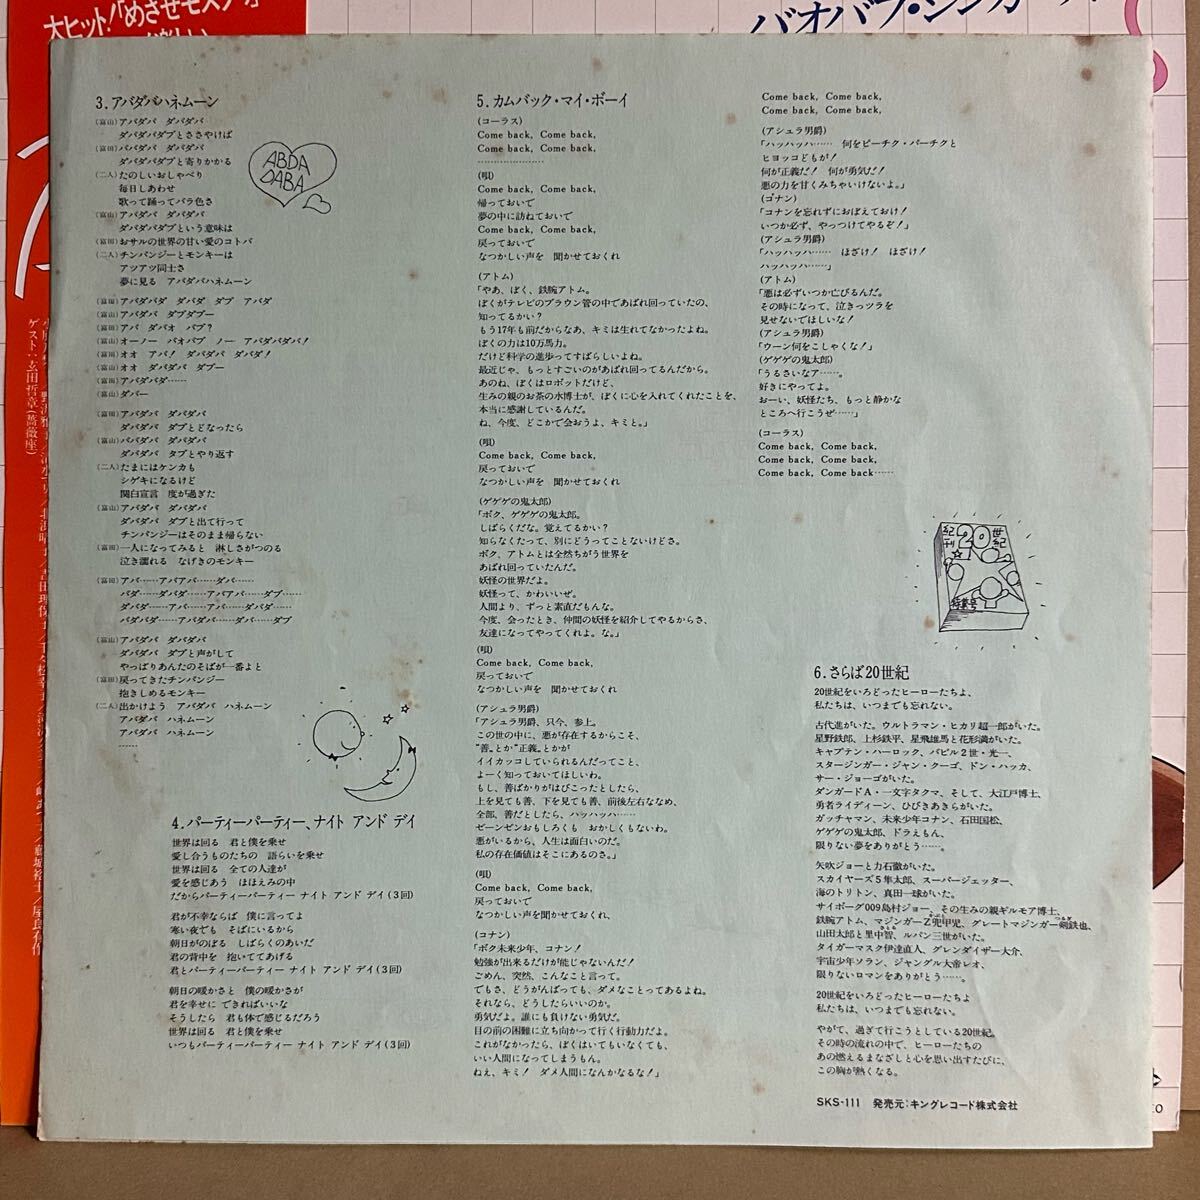 大ヒット!「めざせモスクワ」
バオバブ・シンガーズ
ゲスト:玄田哲章(薔薇座)
3. アバダバハネムーン
(富山)アバダバ　ダバダバ
ダバダバダブとささやけば
(富田)バダバダ　ダバダバ
ダバダバダブと寄りかかる
(二人)たのしいおしゃべり
毎日しあわせ
歌って踊ってバラ色さ
(富山)アバダバ　ダバダバ
ダバダバダブという意味は
(富田)おサルの世界の甘い愛のコトバ
(二人)チンパンジーとモンキーは
アツアツ同士さ
夢に見る　アバダバハネムーン
(富田)アバダバダ　ダバダ　ダブ　アバダ
(富山)アバダバ　ダブダブー
(富田)アバ　ダバオ　バブ?
(富山)オーノー　バオバブ　ノー　アバダバダバ!
(富田)オオ　アバ!　ダバダバ　ダバダ!
(富山)オオ　ダバダバ　ダブー
(富田)アバダバダ……
(富山)ダバー
(富田)アバダバ　ダバダバ
ダバダバ　ダブとどなったら
(富山)バダバダ　ダバダバ
ダバダバ　ダブとやり返す
(二人)たまにはケンカも
シゲキになるけど
関白宣言　度が過ぎた
(富山)アバダバ　ダバダバ
ダバダバ　ダブと出て行って
チンパンジーはそのまま帰らない
(富田)一人になってみると　淋しさがつのる
泣き濡れる　なげきのモンキー
(富田)アバ……アバアバ……ダバ……
バダ……ダバダ……アバアバ……ダブ……
ダバダ……アバ……アバ……ダバダ……
バダバダ……アバダバ……ダバ……ダブ
(富山)アバダバ　ダバダバ
ダバダバ　ダブと声がして
やっぱりあんたのそばが一番よと
(富田)戻ってきたチンパンジー
抱きしめるモンキー
(二人)出かけよう　アバダバ　ハネムーン
アバダバ　ハネムーン
アバダバ　ハネムーン
……
ABDA
DABA
4. パーティーパーティー、ナイト アンド デイ
世界は回る　君と僕を乗せ
愛し合うものたちの　語らいを乗せ
世界は回る　全ての人達が
愛を感じあう　ほほえみの中
だからパーティーパーティー ナイト アンド デイ(3回)
君が不幸ならば　僕に言ってよ
寒い夜でも　そばにいるから
朝日がのぼる　しばらくのあいだ
君の背中を　抱いててあげる
君とパーティーパーティー ナイト アンド デイ(3回)
朝日の暖かさと　僕の暖かさが
君を幸せに できればいいな
そうしたら　君も体で感じるだろう
世界は回る　君と僕を乗せ
いつもパーティーパーティー ナイト アンド デイ(3回)
5. カムバック・マイ・ボーイ
(コーラス)
Come back, Come back,
Come back, Come back,
…………………
(唄)
Come back, Come back,
帰っておいで
夢の中に訪ねておいで
Come back, Come back,
戻っておいで
なつかしい声を　聞かせておくれ
(アトム)
「やあ、ぼく、鉄腕アトム。
ぼくがテレビのブラウン管の中であばれ回っていたの、
知ってるかい?
もう17年も前だからなあ、キミは生れてなかったよね。
ぼくの力は10万馬力。
だけど科学の進歩ってすばらしいよね。
最近じゃ、もっとすごいのがあばれ回ってるんだから。
あのね、ぼくはロボットだけど、
生みの親のお茶の水博士が、ぼくに心を入れてくれたことを、
本当に感謝しているんだ。
ね、今度、どこかで会おうよ、キミと。」
(唄)
Come back, Come back,
戻っておいで
なつかしい声を　聞かせておくれ
(ゲゲゲの鬼太郎)
「ボク、ゲゲゲの鬼太郎。
しばらくだな。覚えてるかい?
知らなくたって、別にどうってことないけどさ。
ボク、アトムとは全然ちがう世界を
あばれ回っていたんだ。
妖怪の世界だよ。
妖怪って、かわいいぜ。
人間より、ずっと素直だもんな。
今度、会ったとき、仲間の妖怪を紹介してやるからさ、
友達になってやってくれよ。な。」
(唄)
Come back, Come back,
戻っておいで
なつかしい声を　聞かせておくれ
(アシュラ男爵)
「アシュラ男爵、只今、参上。
この世の中に、悪が存在するからこそ、
“善”とか“正義”とかが
イイカッコしていられるんだってこと、
よーく知っておいてほしいわ。
もし、善ばかりがはびこったとしたら、
上を見ても善、下を見ても善、前後左右ななめ、
全部、善だとしたら、ハッハッハ……
ゼーンゼンおもしろくも　おかしくもないわ。
悪がいるから、人生は面白いのだ。
私の存在価値はそこにあるのさ。」
(唄)
Come back, Come back,
戻っておいで
なつかしい声を聞かせておくれ
(コナン)
「ボク未来少年、コナン!
勉強が出来るだけが能じゃないんだ!
ごめん、突然、こんなこと言って。
でもさ、どうがんばっても、ダメなことってあるよね。
それなら、どうしたらいいのか。
勇気だよ。誰にも負けない勇気だ。
目の前の困難に立ち向かって行く行動力だよ。
これがなかったら、ぼくはいてもいなくても、
いい人間になってしまうもん。
ねえ、キミ!　ダメ人間になんかなるな!」
Come back, Come back,
Come back, Come back,
(アシュラ男爵)
「ハッハッハ……　何をピーチク・パーチクと
ヒヨッコどもが!
何が正義だ!　何が勇気だ!
悪の力を甘くみちゃいけないよ。」
(コナン)
「コナンを忘れずにおぼえておけ!
いつか必ず、やっつけてやるぞ!」
(アシュラ男爵)
「ハッハッハ……　ほざけ!　ほざけ!
ハッハッハ……」
(アトム)
「悪は必ずいつか亡びるんだ。
その時になって、泣きっツラを
見せないでほしいな!
(アシュラ男爵)
「ウーン何をこしゃくな!」
(ゲゲゲの鬼太郎)
「うるさいなア……。
好きにやってよ。
おーい、妖怪たち、もっと静かな
ところへ行こうぜ……」
(コーラス)
Come back, Come back,
Come back, Come back,
Come back, Come back……
紀刊
20世紀
特集号
6. さらば20世紀
20世紀をいろどったヒーローたちよ、
私たちは、いつまでも忘れない。
古代進がいた。ウルトラマン・ヒカリ超一郎がいた。
星野鉄郎、上杉鉄平、星飛雄馬と花形満がいた。
キャプテン・ハーロック、バビル2世・光一、
スタージンガー・ジャン・クーゴ、ドン・ハッカ、
サー・ジョーゴがいた。
ダンガードA・一文字タクマ、そして、大江戸博士、
勇者ライディーン、ひびきあきらがいた。
ガッチャマン、未来少年コナン、石田国松、
ゲゲゲの鬼太郎、ドラえもん、
限りない夢をありがとう……。
矢吹ジョーと力石徹がいた。
スカイヤーズ5隼太郎、スーパージェッター、
海のトリトン、真田一球がいた。
サイボーグ009島村ジョー、その生みの親ギルモア博士、
鉄腕アトム、マジンガーZ兜甲児、グレートマジンガー剣鉄也、
山田太郎と里中智、ルパン三世がいた。
タイガーマスク伊達直人、グレンダイザー大介、
宇宙少年ソラン、ジャングル大帝レオ、
限りないロマンをありがとう……。
20世紀をいろどったヒーローたちよ
私たちは、いつまでも忘れない。
やがて、過ぎて行こうとしている20世紀。
その時の流れの中で、ヒーローたちの
あの燃えるまなざしと心を思い出すたびに、
この胸が熱くなる。
SKS-111　発売元:キングレコード株式会社